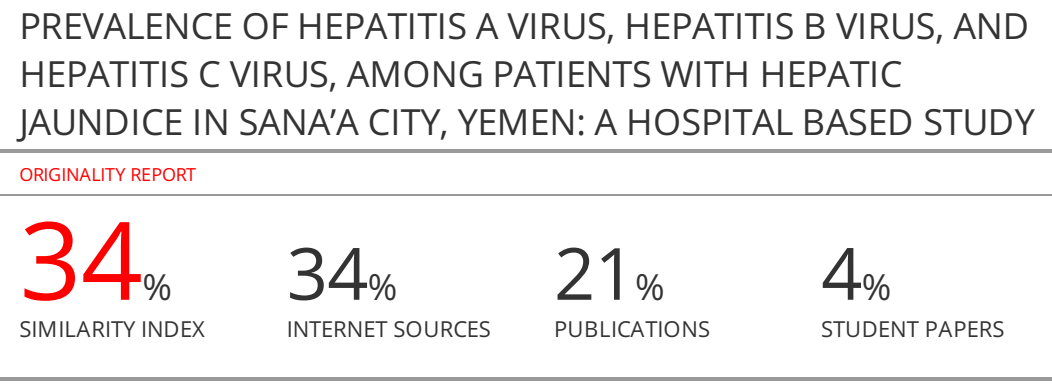 PREVALENCE OF HEPATITIS A VIRUS, HEPATITIS B VIRUS, AND
HEPATITIS C VIRUS, AMONG PATIENTS WITH HEPATIC
JAUNDICE IN SANA’A CITY, YEMEN: A HOSPITAL BASED STUDY
ORIGINALITY REPORT
34% 34% 21% 4%
SIMILARITY INDEX INTERNET SOURCES PUBLICATIONS STUDENT PAPERS